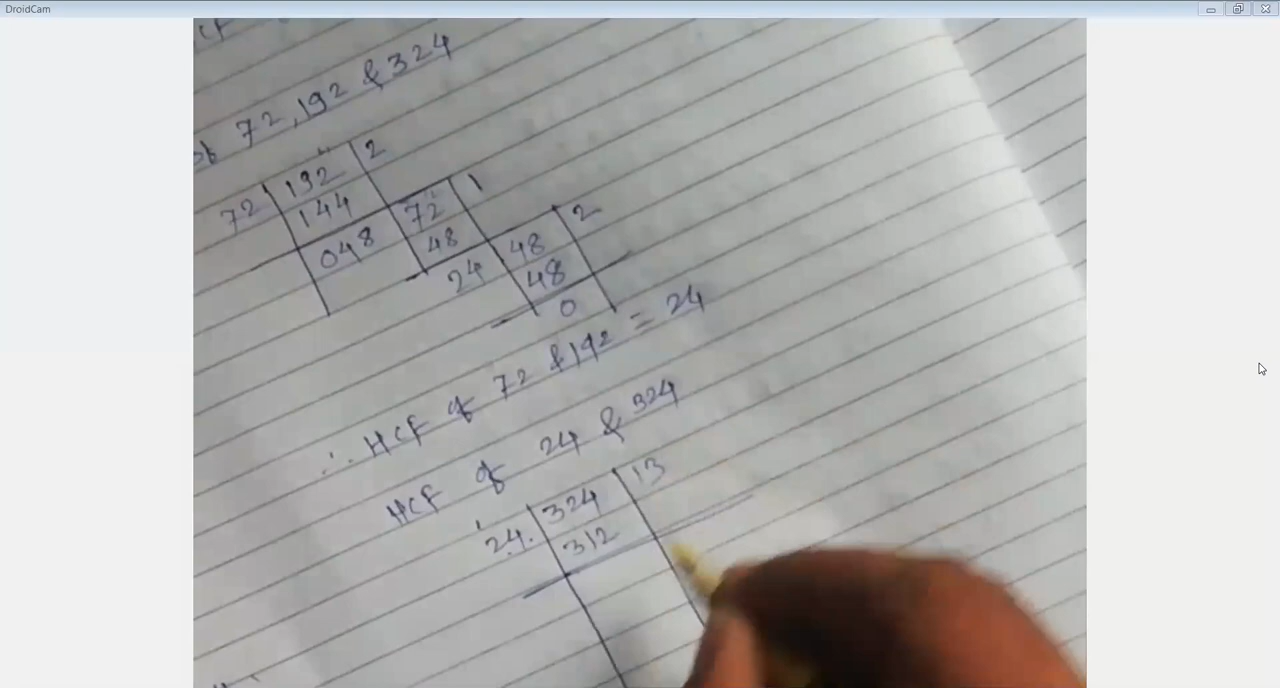 DroidCam
HCF
of 72, 192 & 324
72 192 2
144 72 1
048 48 48 2
24 48
0
∴ HCF of 72 & 192 = 24
HCF of 24 & 324
24 324 13
312